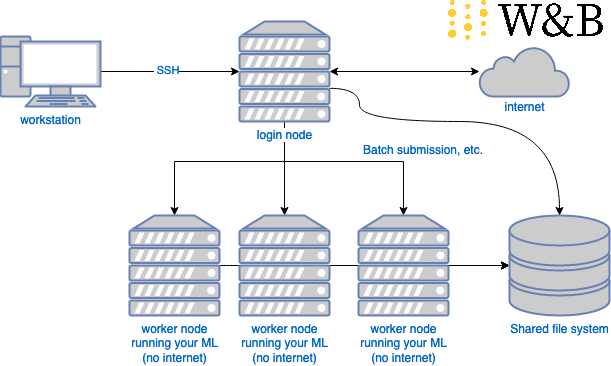 W&B
SSH
workstation
login node
internet
Batch submission, etc.
worker node
running your ML
(no internet)
worker node
running your ML
(no internet)
worker node
running your ML
(no internet)
Shared file system